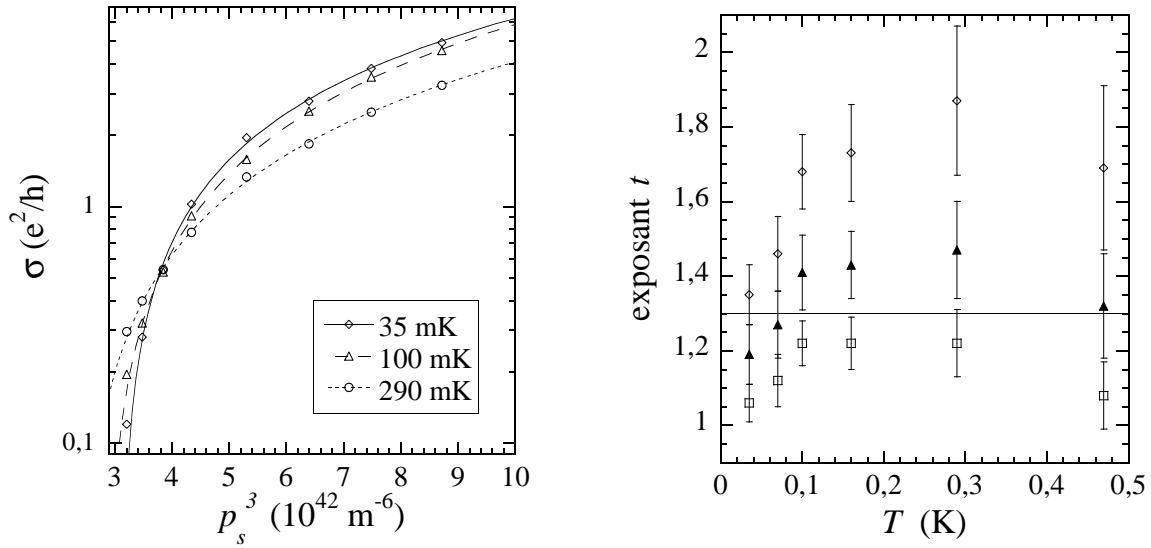 σ (e²/h)
1
0,1
35 mK
100 mK
290 mK
3 4 5 6 7 8 9 10
pₛ³ (10⁴² m⁻⁶)
exposant t
2
1,8
1,6
1,4
1,2
1
0 0,1 0,2 0,3 0,4 0,5
T (K)